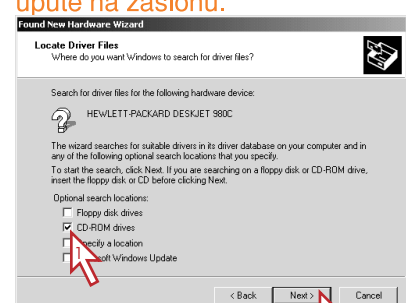 upute na zaslonu.
Found New Hardware Wizard
Locate Driver Files
Where do you want Windows to search for driver files?
Search for driver files for the following hardware device:
HEWLETT-PACKARD DESKJET 980C
The wizard searches for suitable drivers in its driver database on your computer and in
any of the following optional search locations that you specify.
To start the search, click Next. If you are searching on a floppy disk or CD-ROM drive,
insert the floppy disk or CD before clicking Next.
Optional search locations:
Floppy disk drives
CD-ROM drives
pecify a location
1
soft Windows Update
< Back
Next >
Cancel